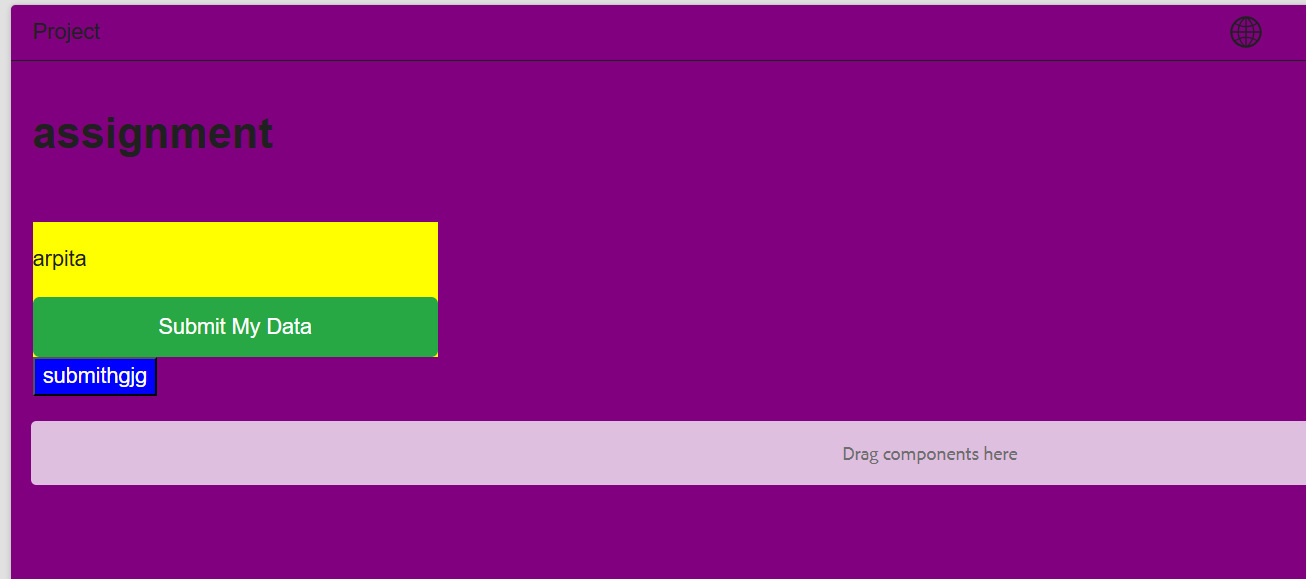 Project
assignment
arpita
Submit My Data
submithgjg
Drag components here